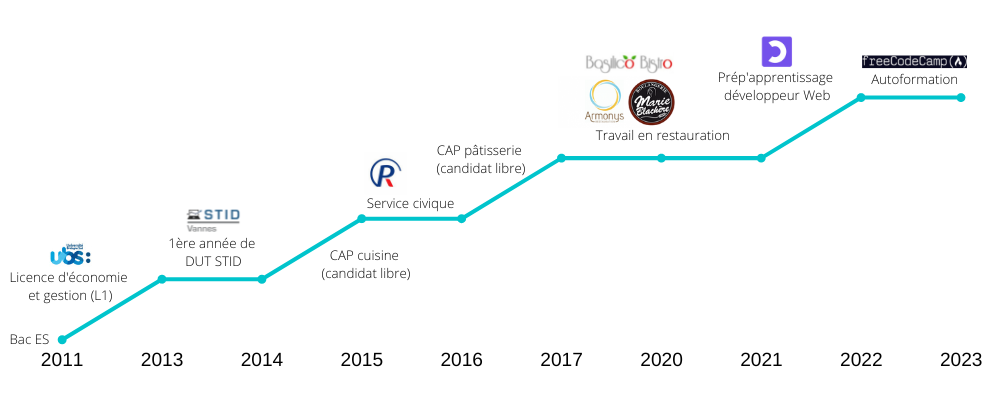 Basilico Bistro
freeCodeCamp(
Prép'apprentissage
développeur Web
Autoformation
Armonys
BOULANGERIE
Marie
Blachère
Travail en restauration
CAP pâtisserie
(candidat libre)
R
Service civique
STID
Vannes
1ère année de
DUT STID
CAP cuisine
(candidat libre)
Université
ubs:
Licence d'économie
et gestion (L1)
Bac ES
2011 2013 2014 2015 2016 2017 2020 2021 2022 2023